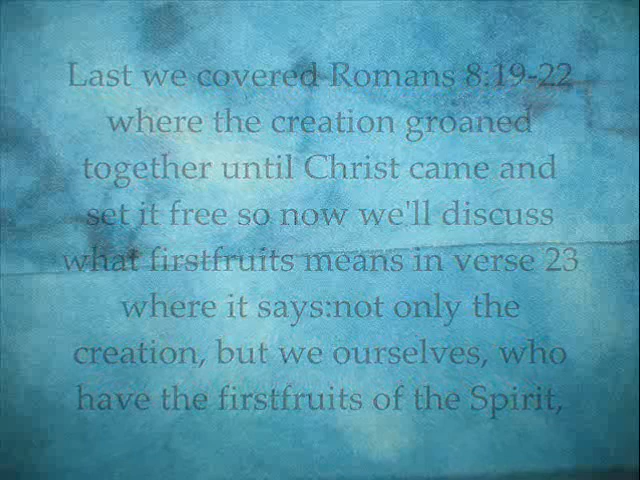 Last we covered Romans 8:19-22
where the creation groaned
together until Christ came and
set it free so now we'll discuss
what firstfruits means in verse 23
where it says:not only the
creation, but we ourselves, who
have the firstfruits of the Spirit,